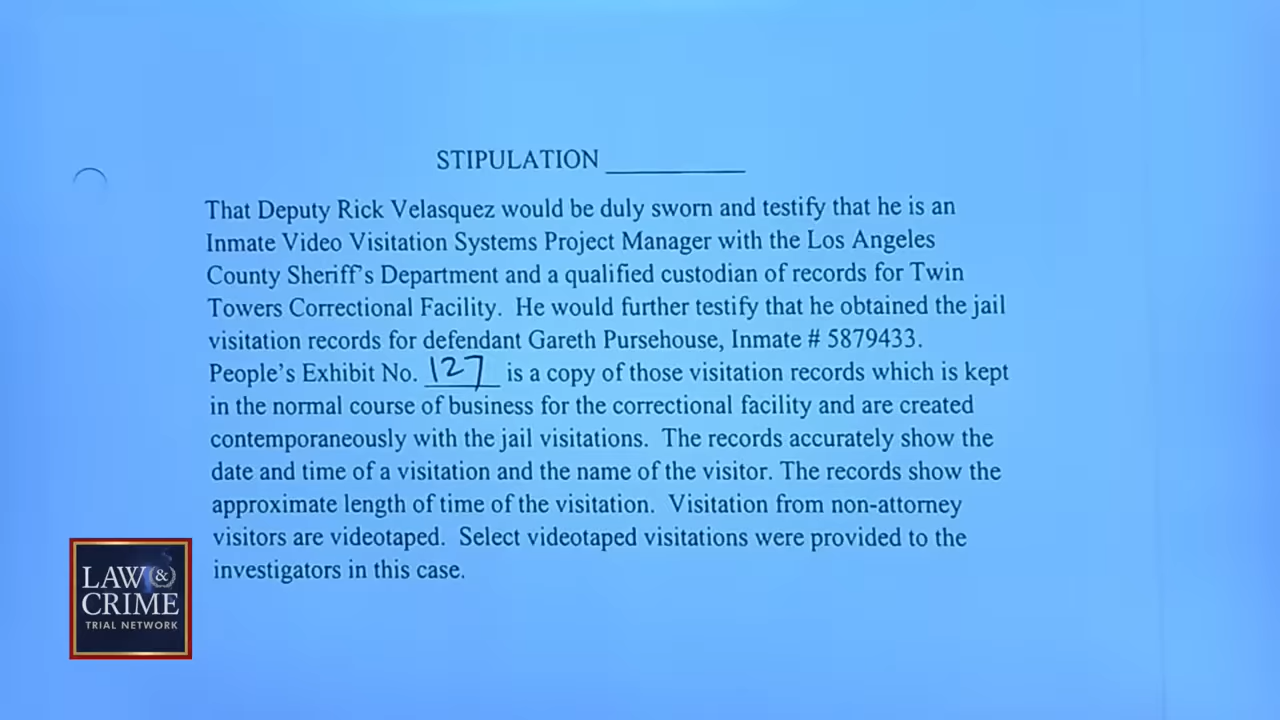 STIPULATION
That Deputy Rick Velasquez would be duly sworn and testify that he is an
Inmate Video Visitation Systems Project Manager with the Los Angeles
County Sheriff's Department and a qualified custodian of records for Twin
Towers Correctional Facility. He would further testify that he obtained the jail
visitation records for defendant Gareth Pursehouse, Inmate # 5879433.
People's Exhibit No. 127 is a copy of those visitation records which is kept
in the normal course of business for the correctional facility and are created
contemporaneously with the jail visitations. The records accurately show the
date and time of a visitation and the name of the visitor. The records show the
approximate length of time of the visitation. Visitation from non-attorney
visitors are videotaped. Select videotaped visitations were provided to the
investigators in this case.
LAW &
CRIME
TRIAL NETWORK